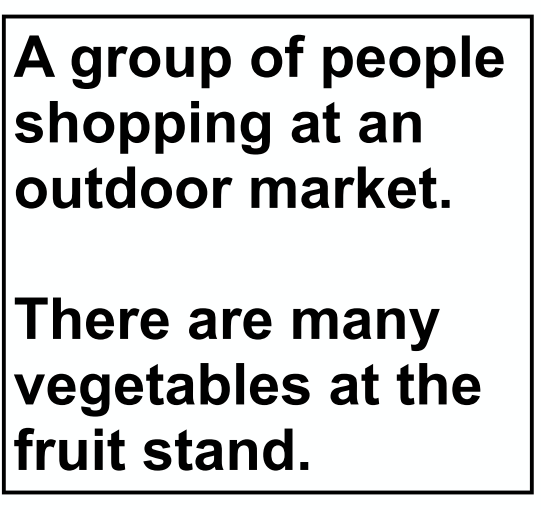 A group of people
shopping at an
outdoor market.
There are many
vegetables at the
fruit stand.